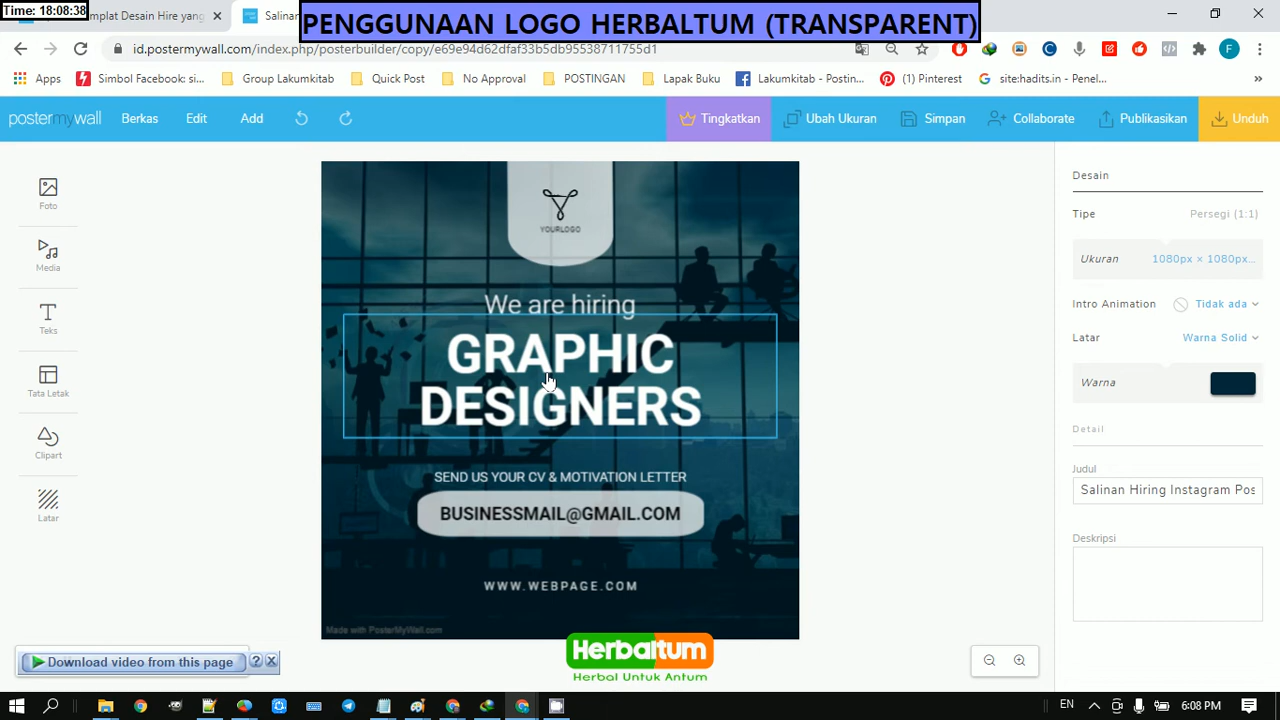 Time: 18:08:38
PENGGUNAAN LOGO HERBALTUM (TRANSPARENT)
mplat Desain Hire yang
Salinan
id.postermywall.com/index.php/posterbuilder/copy/e69e94d62dfaf33b5db95538711755d1
Apps
Simbol Facebook: si...
Group Lakumkitab
Quick Post
No Approval
POSTINGAN
Lapak Buku
Lakumkitab - Postin...
(1) Pinterest
site:hadits.in - Penel...
postermywall
Berkas
Edit
Add
Tingkatkan
Ubah Ukuran
Simpan
Collaborate
Publikasikan
Unduh
Foto
Media
Teks
Tata Letak
Clipart
Latar
YOURLOGO
We are hiring
GRAPHIC
DESIGNERS
SEND US YOUR CV & MOTIVATION LETTER
BUSINESSMAIL@GMAIL.COM
WWW.WEBPAGE.COM
Made with PosterMyWall.com
Desain
Tipe
Persegi (1:1)
Ukuran
1080px × 1080px...
Intro Animation
Tidak ada
Latar
Warna Solid
Warna
Detail
Judul
Salinan Hiring Instagram Pos
Deskripsi
Download video from this page
Herbaltum
Herbal Untuk Antum
EN
6:08 PM